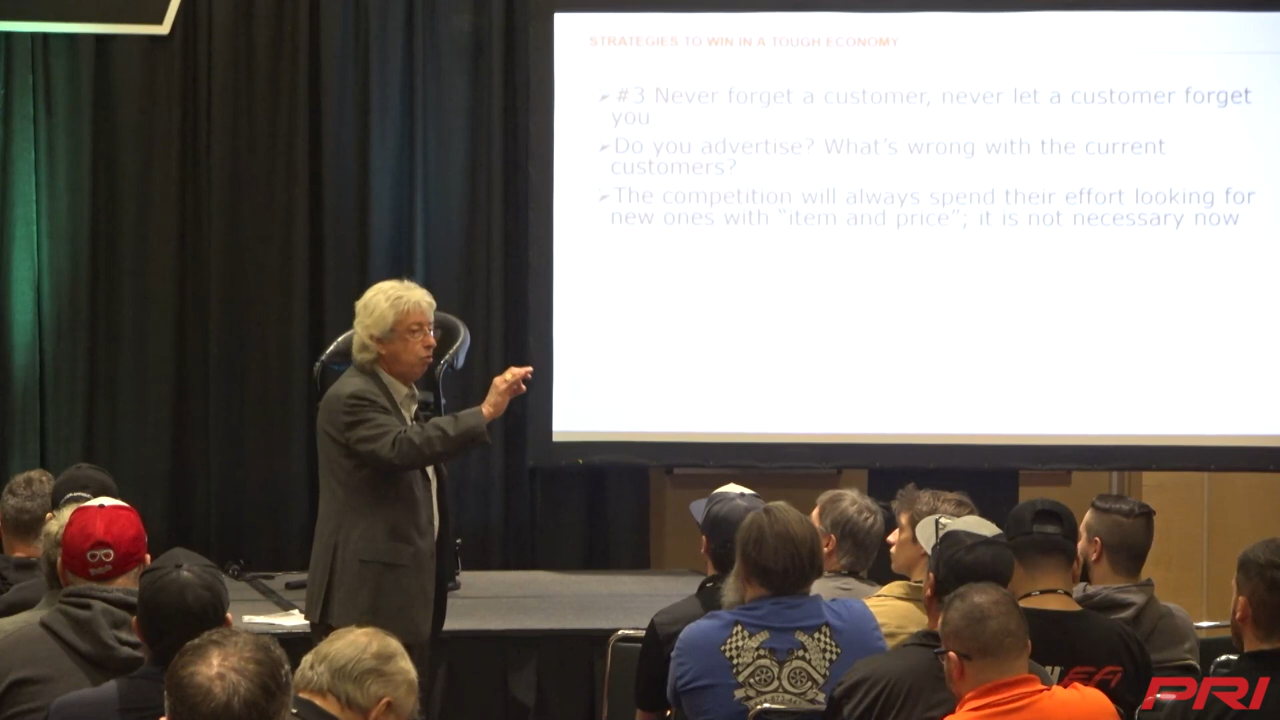 STRATEGIES TO WIN IN A TOUGH ECONOMY
#3 Never forget a customer, never let a customer forget
you
Do you advertise? What's wrong with the current
customers?
The competition will always spend their effort looking for
new ones with “item and price”; it is not necessary now
PRI